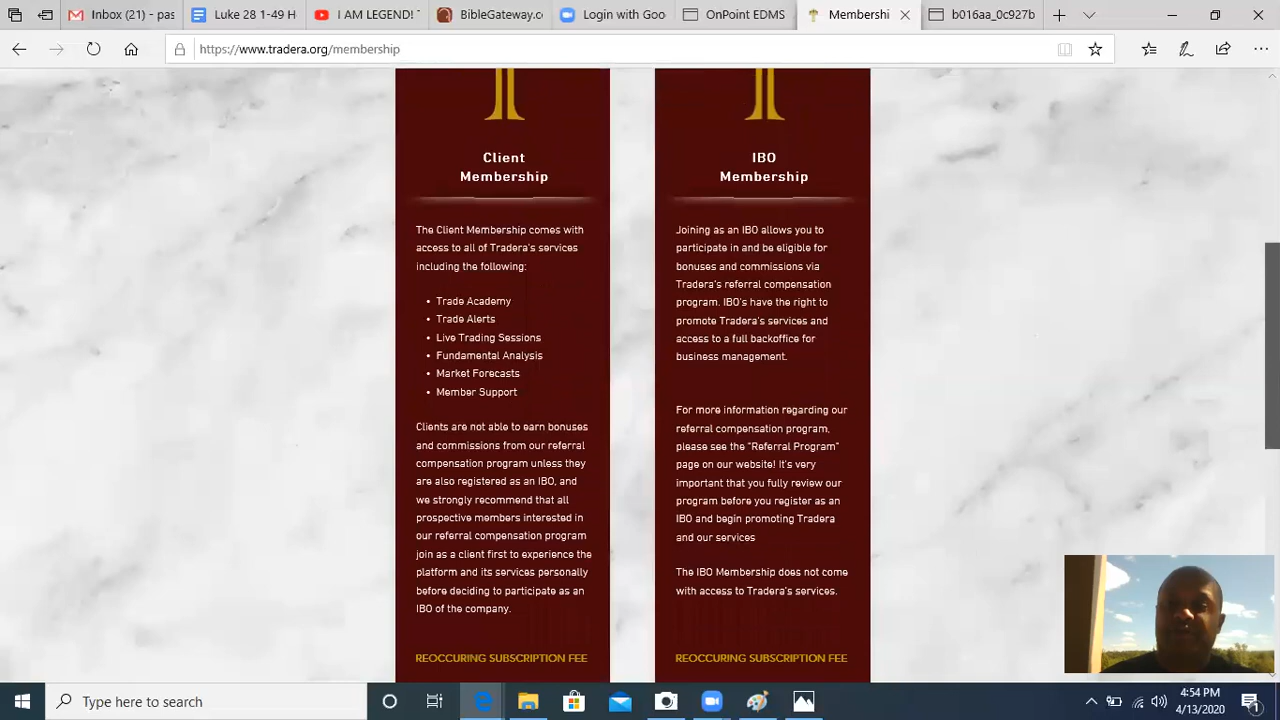 Inbox (21) - pas
Luke 28 1-49 G
I AM LEGEND
Login with God
Zoom
Membershi
b016aa_0c927b
https://www.tradera.org/membership
Client
Membership
The Client Membership comes with
access to all of Tradera's services
including the following:
• Trade Academy
• Trade Alerts
• Live Trading Sessions
• Fundamental Analysis
• Market Forecasts
• Member Support
Clients are not able to earn bonuses
and commissions from our referral
compensation program unless they
are also registered as an IBO, and
we strongly recommend that all
prospective members interested in
our referral compensation program
join as a client first to experience the
platform and its services personally
before deciding to participate as an
IBO of the company.
REOCCURING SUBSCRIPTION FEE
IBO
Membership
Joining as an IBO allows you to
participate in and be eligible for
bonuses and commissions via
Tradera's referral compensation
program. IBO's have the right to
promote Tradera's services and
access to a full backoffice for
business management.
For more information regarding our
referral compensation program,
please see the "Referral Program"
page on our website! It's very
important that you fully review our
program before you register as an
IBO and begin promoting Tradera
and our services
The IBO Membership does not come
with access to Tradera's services.
REOCCURING SUBSCRIPTION FEE
Type here to search
4:54 PM
4/13/2020